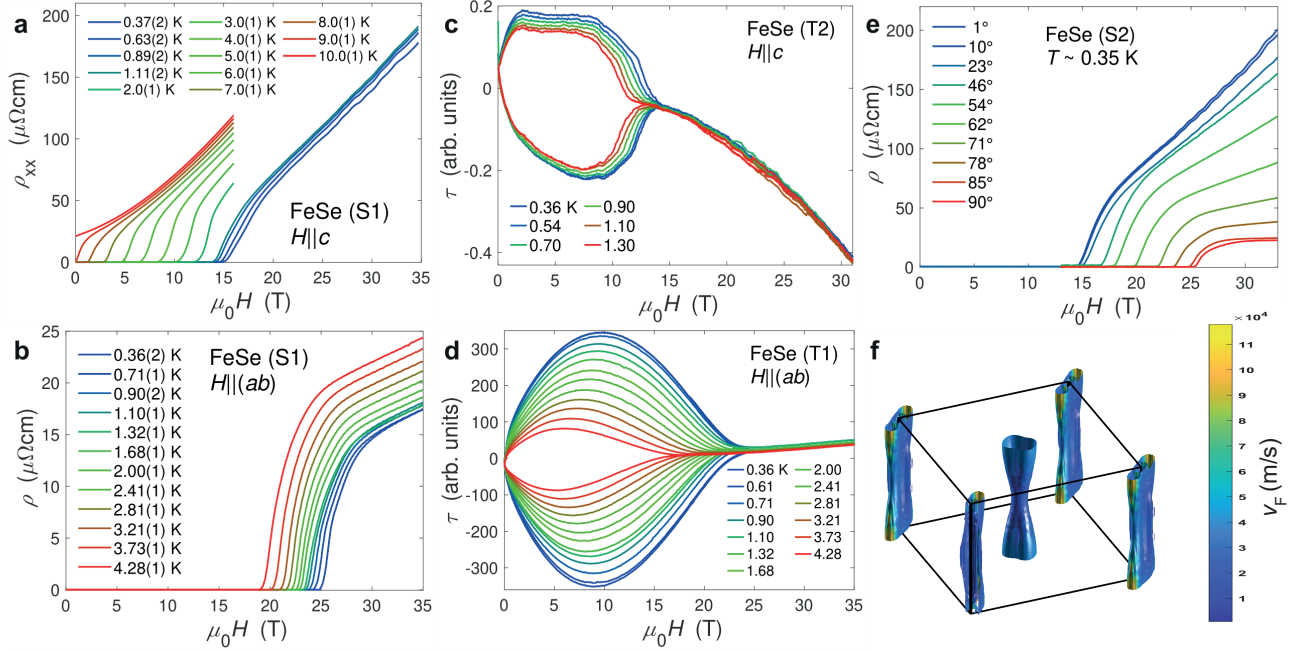 a
200
150
100
50
0
ρxx (μΩcm)
0.37(2) K
0.63(2) K
0.89(2) K
1.11(2) K
2.0(1) K
3.0(1) K
4.0(1) K
5.0(1) K
6.0(1) K
7.0(1) K
8.0(1) K
9.0(1) K
10.0(1) K
FeSe (S1)
H||c
0 5 10 15 20 25 30 35
μ0H (T)
b
25
20
15
10
5
0
ρ (μΩcm)
0.36(2) K
0.71(1) K
0.90(2) K
1.10(1) K
1.32(1) K
1.68(1) K
2.00(1) K
2.41(1) K
2.81(1) K
3.21(1) K
3.73(1) K
4.28(1) K
FeSe (S1)
H||(ab)
0 5 10 15 20 25 30 35
μ0H (T)
c
0.2
0
-0.2
-0.4
τ (arb. units)
FeSe (T2)
H||c
0.36 K
0.54
0.70
0.90
1.10
1.30
0 5 10 15 20 25 30
μ0H (T)
d
300
200
100
0
-100
-200
-300
τ (arb. units)
FeSe (T1)
H||(ab)
0.36 K
0.61
0.71
0.90
1.10
1.32
1.68
2.00
2.41
2.81
3.21
3.73
4.28
0 5 10 15 20 25 30 35
μ0H (T)
e
200
150
100
50
0
ρ (μΩcm)
1°
10°
23°
46°
54°
62°
71°
78°
85°
90°
FeSe (S2)
T ~ 0.35 K
0 5 10 15 20 25 30
μ0H (T)
f
× 10⁴
11
10
9
8
7
6
5
4
3
2
1
vF (m/s)